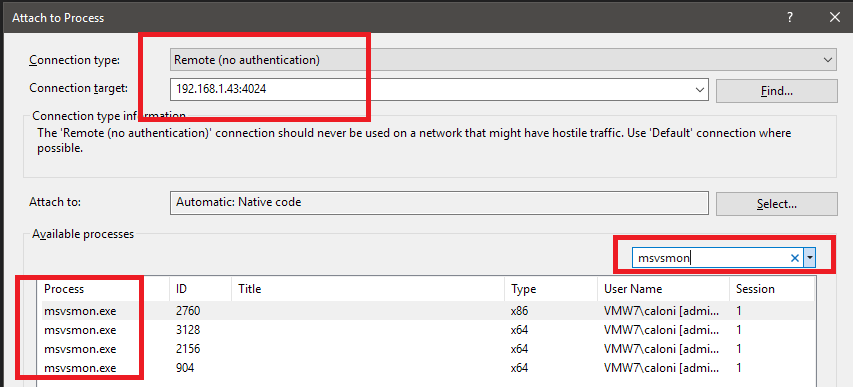 Attach to Process
Connection type: Remote (no authentication)
Connection target: 192.168.1.43:4024 Find...
Connection type information
The 'Remote (no authentication)' connection should never be used on a network that might have hostile traffic. Use 'Default' connection where
possible.
Attach to: Automatic: Native code Select...
Available processes
msvsmon
Process ID Title Type User Name Session
msvsmon.exe 2760 x86 VMW7\caloni [admi... 1
msvsmon.exe 3128 x64 VMW7\caloni [admi... 1
msvsmon.exe 2156 x64 VMW7\caloni [admi... 1
msvsmon.exe 904 x64 VMW7\caloni [admi... 1